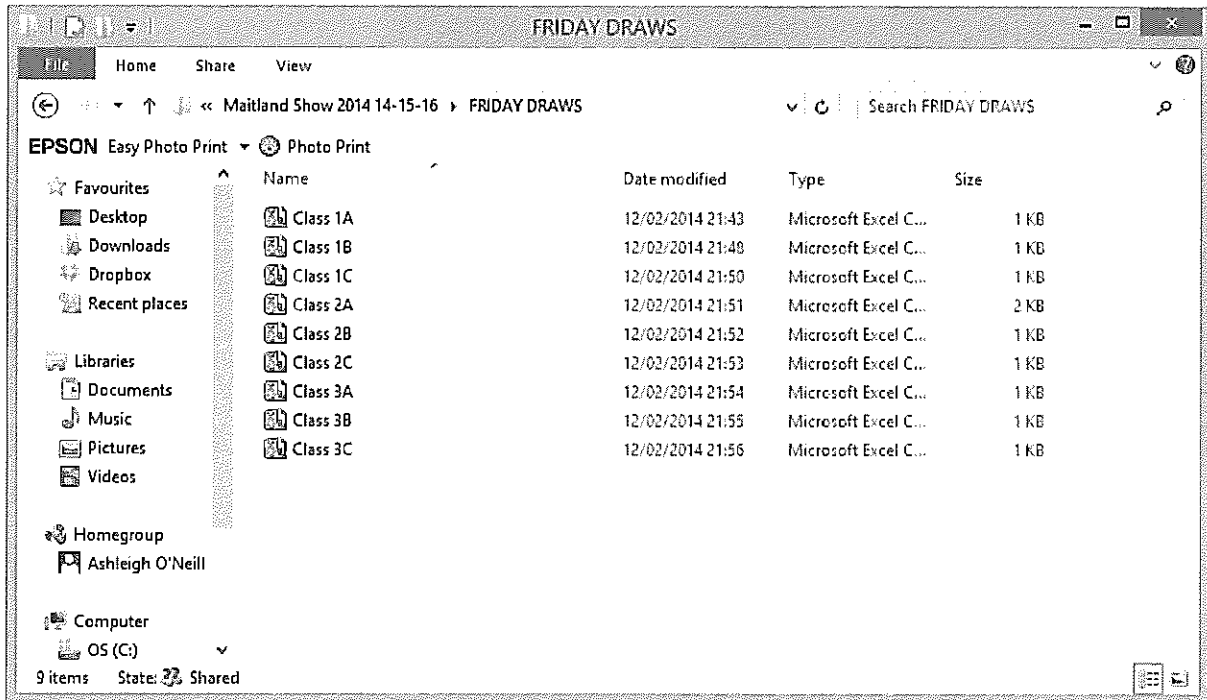 FRIDAY DRAWS
File Home Share View
« Maitland Show 2014 14-15-16 FRIDAY DRAWS Search FRIDAY DRAWS
EPSON Easy Photo Print Photo Print
Name Date modified Type Size
Favourites
Desktop
Downloads
Dropbox
Recent places
Libraries
Documents
Music
Pictures
Videos
Homegroup
Ashleigh O'Neill
Computer
OS (C:)
Class 1A 12/02/2014 21:43 Microsoft Excel C... 1 KB
Class 1B 12/02/2014 21:48 Microsoft Excel C... 1 KB
Class 1C 12/02/2014 21:50 Microsoft Excel C... 1 KB
Class 2A 12/02/2014 21:51 Microsoft Excel C... 2 KB
Class 2B 12/02/2014 21:52 Microsoft Excel C... 1 KB
Class 2C 12/02/2014 21:53 Microsoft Excel C... 1 KB
Class 3A 12/02/2014 21:54 Microsoft Excel C... 1 KB
Class 3B 12/02/2014 21:55 Microsoft Excel C... 1 KB
Class 3C 12/02/2014 21:56 Microsoft Excel C... 1 KB
9 items State: Shared